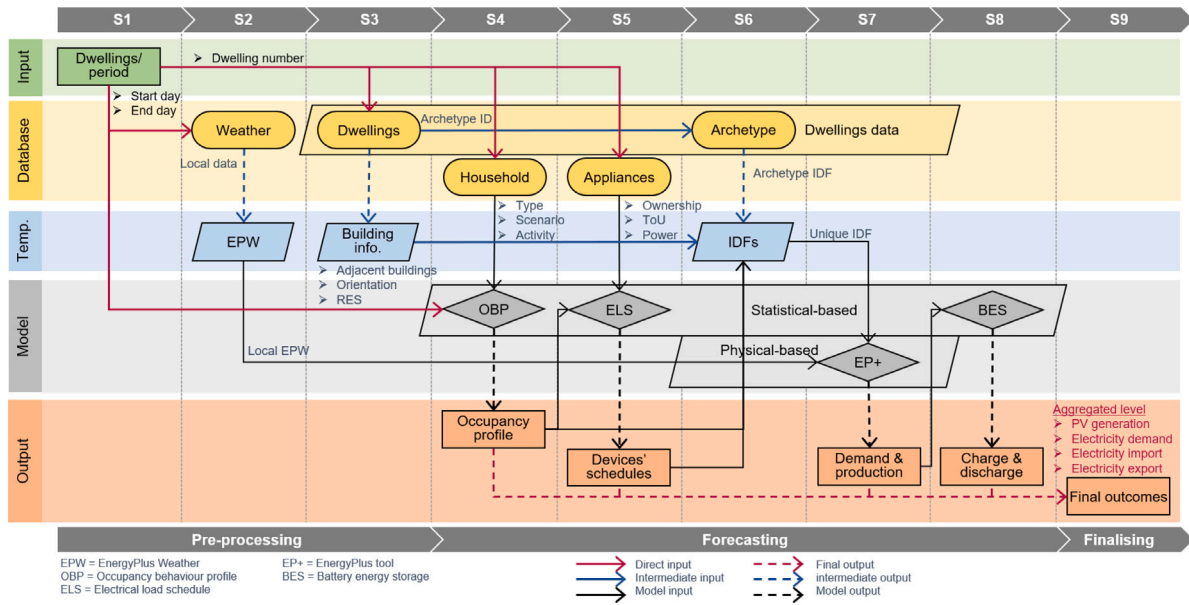 S1 S2 S3 S4 S5 S6 S7 S8 S9
Input
Dwellings/
period
➢ Dwelling number
➢ Start day
➢ End day
Database
Weather
Dwellings
Archetype ID
Archetype
Dwellings data
Local data
Household
Appliances
Archetype IDF
➢ Type
➢ Scenario
➢ Activity
➢ Ownership
➢ ToU
➢ Power
Temp.
EPW
Building
info.
IDFs
Unique IDF
➢ Adjacent buildings
➢ Orientation
➢ RES
Model
OBP
ELS
Statistical-based
BES
Local EPW
Physical-based
EP+
Output
Occupancy
profile
Devices'
schedules
Demand &
production
Charge &
discharge
Aggregated level
➢ PV generation
➢ Electricity demand
➢ Electricity import
➢ Electricity export
Final outcomes
Pre-processing Forecasting Finalising
EPW = EnergyPlus Weather
OBP = Occupancy behaviour profile
ELS = Electrical load schedule
EP+ = EnergyPlus tool
BES = Battery energy storage
Direct input
Intermediate input
Model input
Final output
intermediate output
Model output